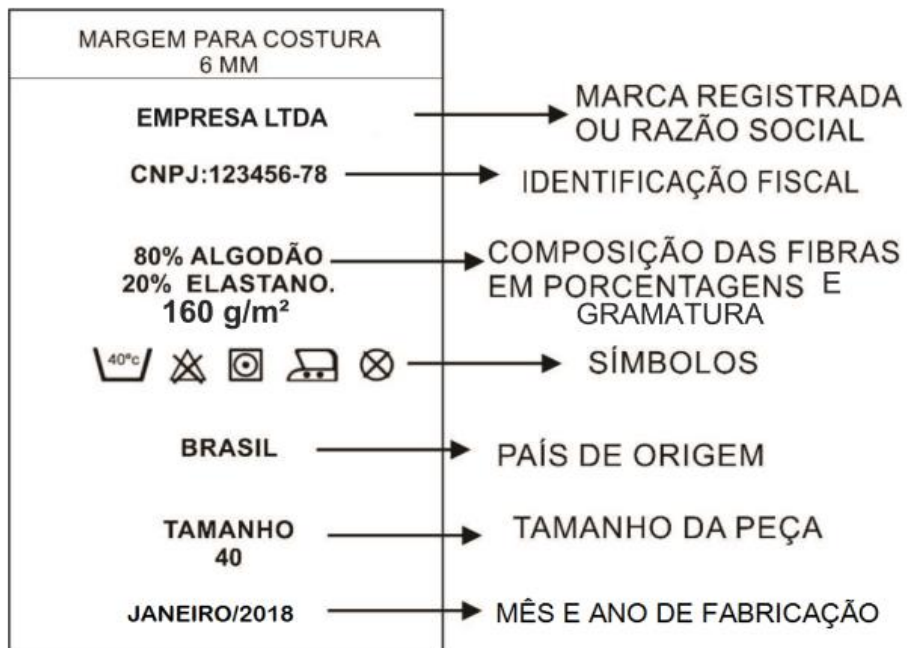 MARGEM PARA COSTURA
6 MM
EMPRESA LTDA
MARCA REGISTRADA
OU RAZÃO SOCIAL
CNPJ:123456-78
IDENTIFICAÇÃO FISCAL
80% ALGODÃO
20% ELASTANO.
160 g/m²
COMPOSIÇÃO DAS FIBRAS
EM PORCENTAGENS E
GRAMATURA
40°c
SÍMBOLOS
BRASIL
PAÍS DE ORIGEM
TAMANHO
40
TAMANHO DA PEÇA
JANEIRO/2018
MÊS E ANO DE FABRICAÇÃO